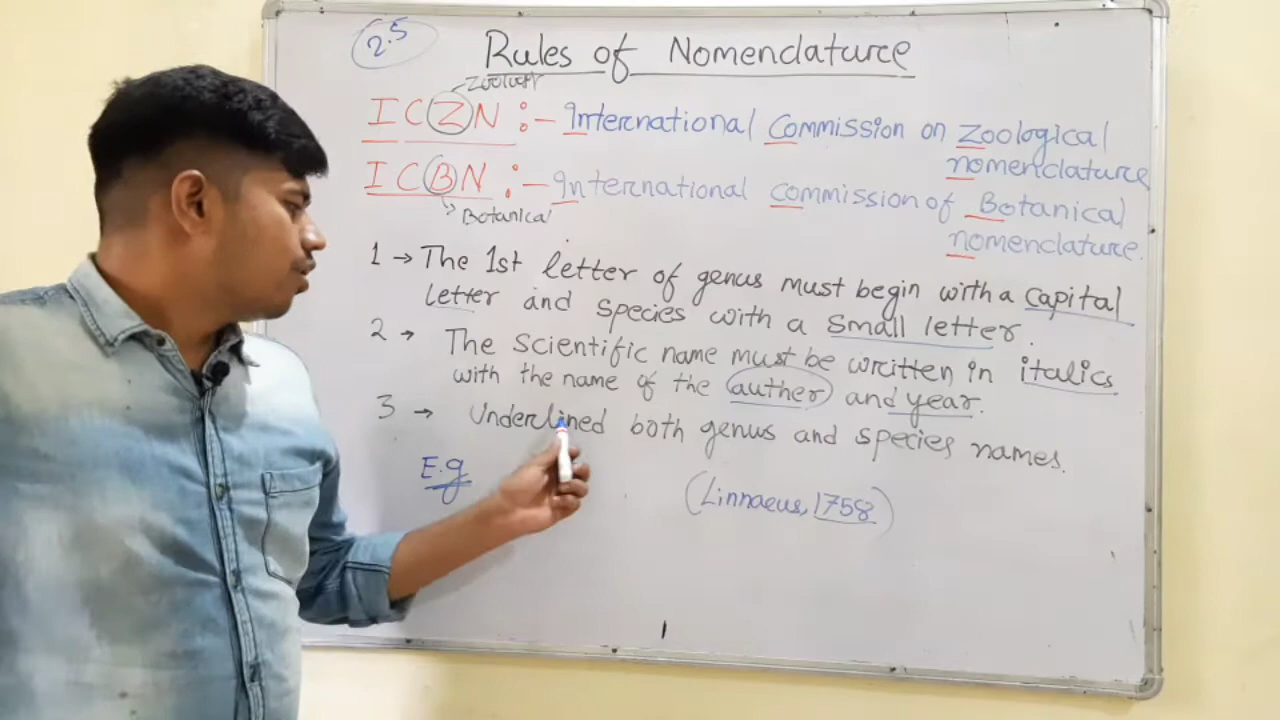 2.5
Rules of Nomenclature
Zoology
ICZN :- International Commission on Zoological
nomenclature
ICBN :- International commission of Botanical
nomenclature.
Botanical
1 → The 1st letter of genus must begin with a capital
letter and species with a small letter.
2 → The scientific name must be written in italics
with the name of the auther and year.
3 → Underlined both genus and species names.
E.g
(Linnaeus, 1758)